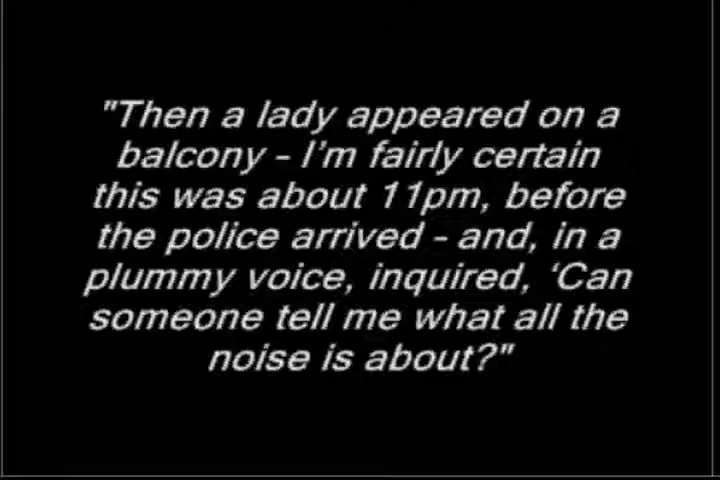 "Then a lady appeared on a
balcony – I'm fairly certain
this was about 11pm, before
the police arrived – and, in a
plummy voice, inquired, ‘Can
someone tell me what all the
noise is about?"